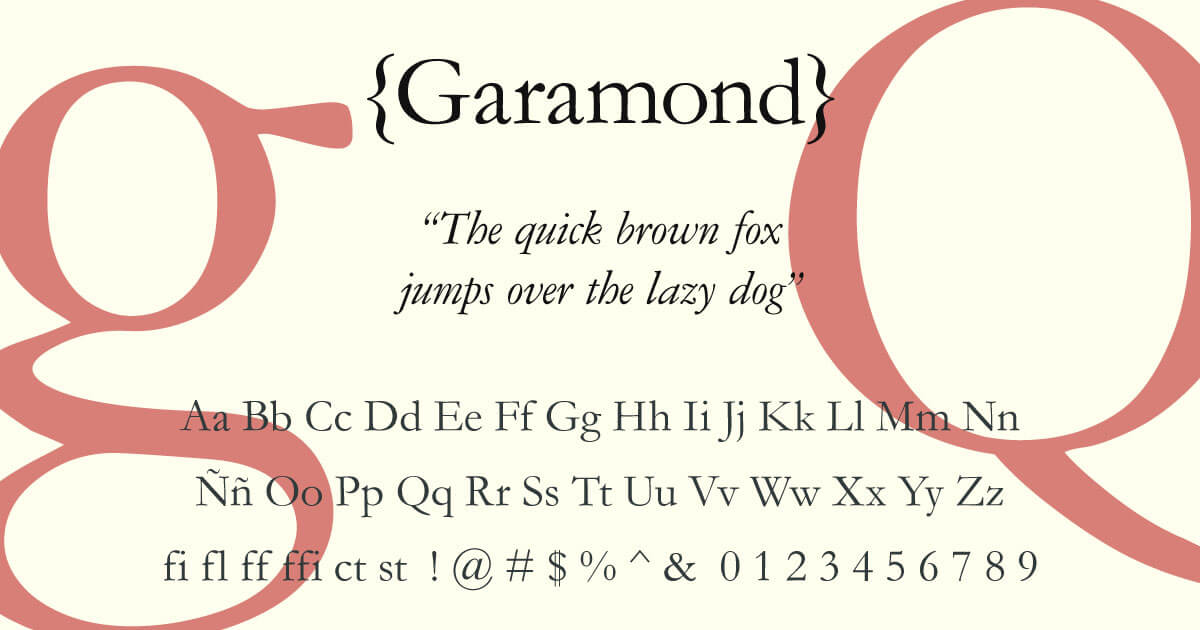 {Garamond}
“The quick brown fox
jumps over the lazy dog”
Aa Bb Cc Dd Ee Ff Gg Hh Ii Jj Kk Ll Mm Nn
Ññ Oo Pp Qq Rr Ss Tt Uu Vv Ww Xx Yy Zz
fi fl ff ffi ct st ! @ # $ % ^ & 0 1 2 3 4 5 6 7 8 9
g Q